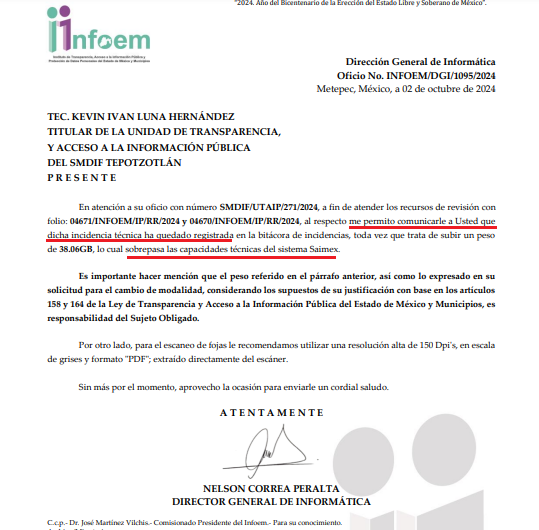 "2024. Año del Bicentenario de la Erección del Estado Libre y Soberano de México".
infoem
Instituto de Transparencia, Acceso a la Información Pública y
Protección de Datos Personales del Estado de México y Municipios
Dirección General de Informática
Oficio No. INFOEM/DGI/1095/2024
Metepec, México, a 02 de octubre de 2024
TEC. KEVIN IVAN LUNA HERNÁNDEZ
TITULAR DE LA UNIDAD DE TRANSPARENCIA,
Y ACCESO A LA INFORMACIÓN PÚBLICA
DEL SMDIF TEPOTZOTLÁN
P R E S E N T E
En atención a su oficio con número SMDIF/UTAIP/271/2024, a fin de atender los recursos de revisión con
folio: 04671/INFOEM/IP/RR/2024 y 04670/INFOEM/IP/RR/2024, al respecto me permito comunicarle a Usted que
dicha incidencia técnica ha quedado registrada en la bitácora de incidencias, toda vez que trata de subir un peso
de 38.06GB, lo cual sobrepasa las capacidades técnicas del sistema Saimex.
Es importante hacer mención que el peso referido en el párrafo anterior, así como lo expresado en su
solicitud para el cambio de modalidad, considerando los supuestos de su justificación con base en los artículos
158 y 164 de la Ley de Transparencia y Acceso a la Información Pública del Estado de México y Municipios, es
responsabilidad del Sujeto Obligado.
Por otro lado, para el escaneo de fojas le recomendamos utilizar una resolución alta de 150 Dpi's, en escala
de grises y formato "PDF"; extraído directamente del escáner.
Sin más por el momento, aprovecho la ocasión para enviarle un cordial saludo.
A T E N T A M E N T E
NELSON CORREA PERALTA
DIRECTOR GENERAL DE INFORMÁTICA
C.c.p.- Dr. José Martínez Vilchis.- Comisionado Presidente del Infoem.- Para su conocimiento.